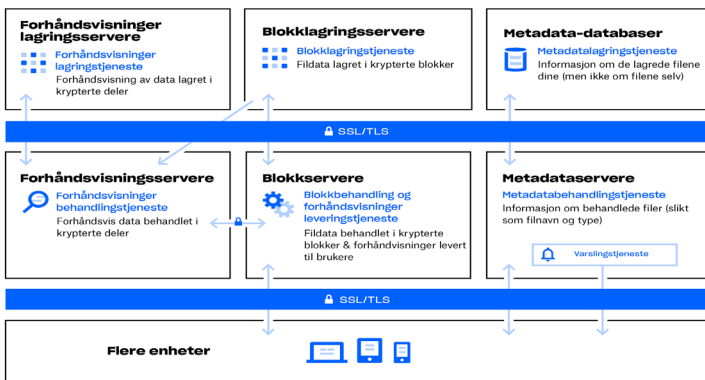 Forhåndsvisninger
lagringsservere
Forhåndsvisninger
lagringstjeneste
Forhåndsvisning av data lagret i
krypterte deler
Blokklagringsservere
Blokklagringstjeneste
Fildata lagret i krypterte blokker
Metadata-databaser
Metadatalagringstjeneste
Informasjon om de lagrede filene
dine (men ikke om filene selv)
SSL/TLS
Forhåndsvisningsservere
Forhåndsvisninger
behandlingstjeneste
Forhåndsvis data behandlet i
krypterte deler
Blokkservere
Blokkbehandling og
forhåndsvisninger
leveringstjeneste
Fildata behandlet i krypterte
blokker & forhåndvisninger levert
til brukere
Metadataservere
Metadatabehandlingstjeneste
Informasjon om behandlede filer (slikt
som filnavn og type)
Varslingstjeneste
SSL/TLS
Flere enheter